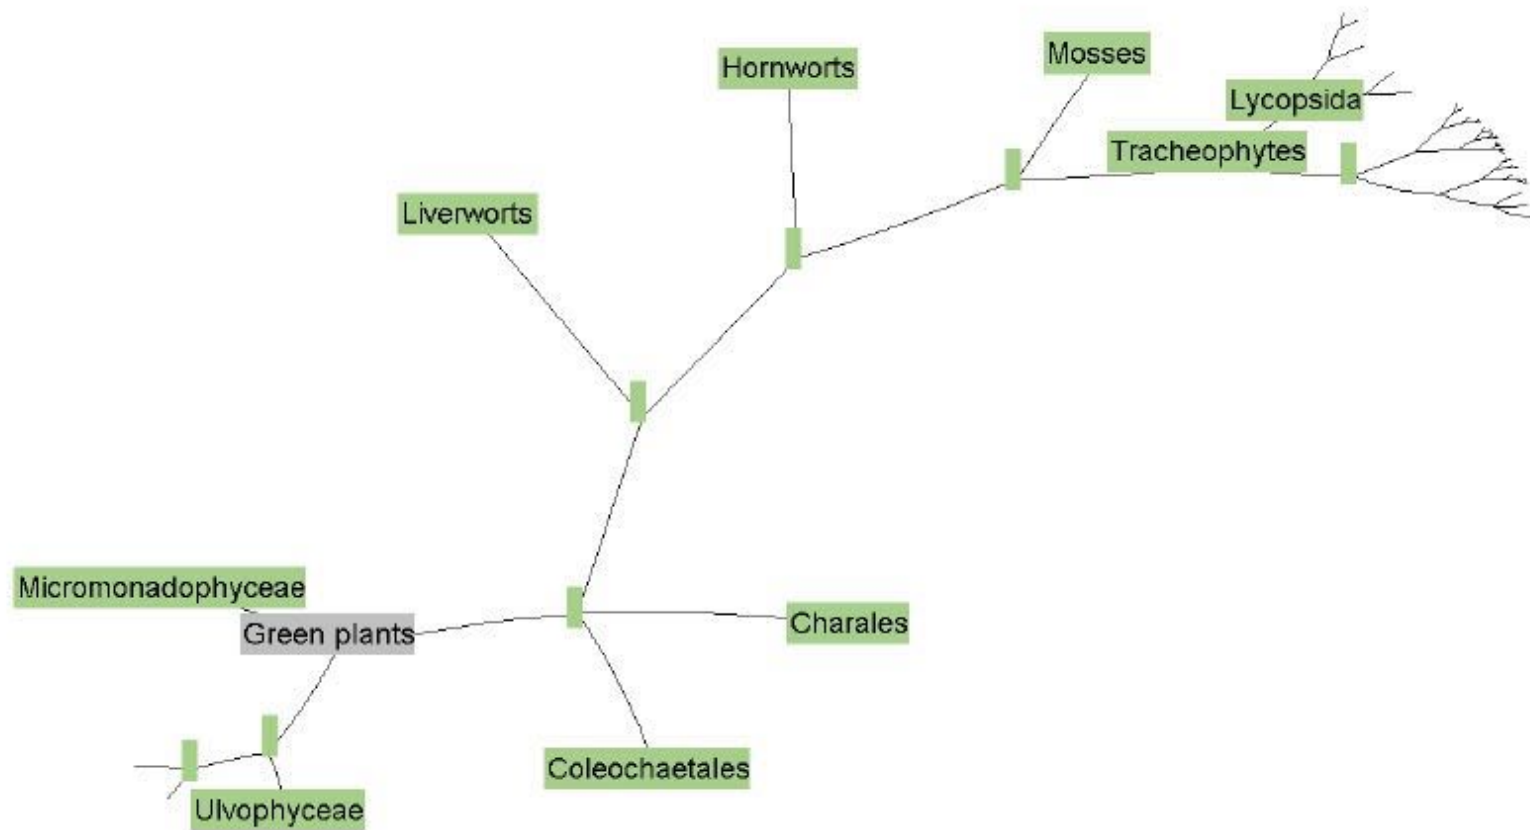 Mosses
Hornworts
Lycopsida
Tracheophytes
Liverworts
Micromonadophyceae
Charales
Green plants
Coleochaetales
Ulvophyceae